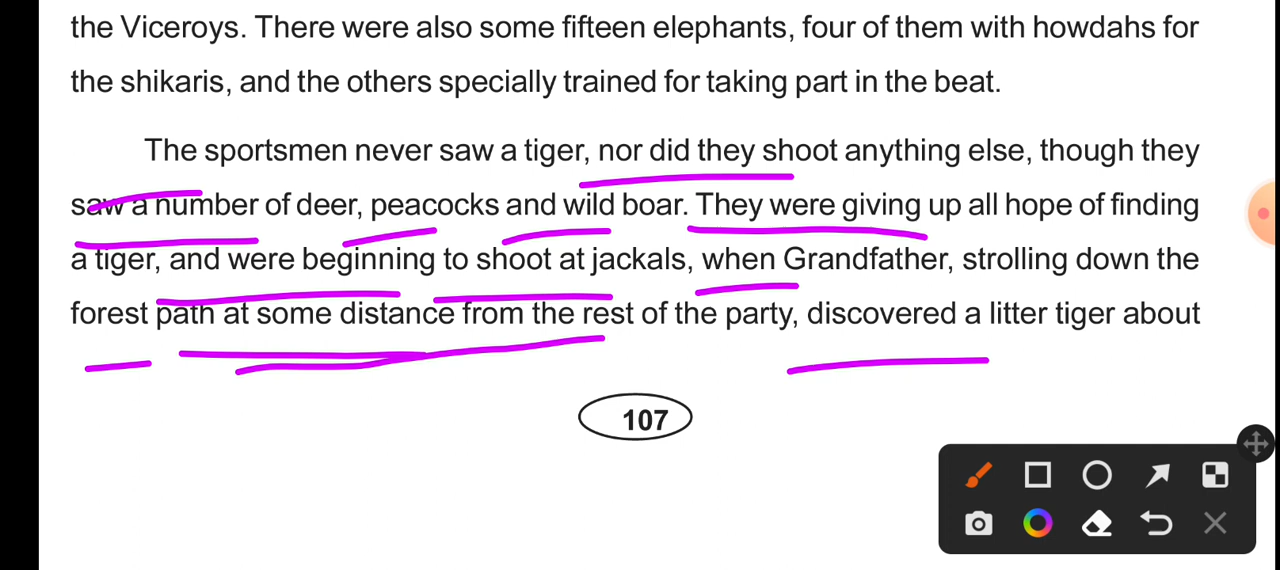 the Viceroys. There were also some fifteen elephants, four of them with howdahs for
the shikaris, and the others specially trained for taking part in the beat.
The sportsmen never saw a tiger, nor did they shoot anything else, though they
saw a number of deer, peacocks and wild boar. They were giving up all hope of finding
a tiger, and were beginning to shoot at jackals, when Grandfather, strolling down the
forest path at some distance from the rest of the party, discovered a litter tiger about
107